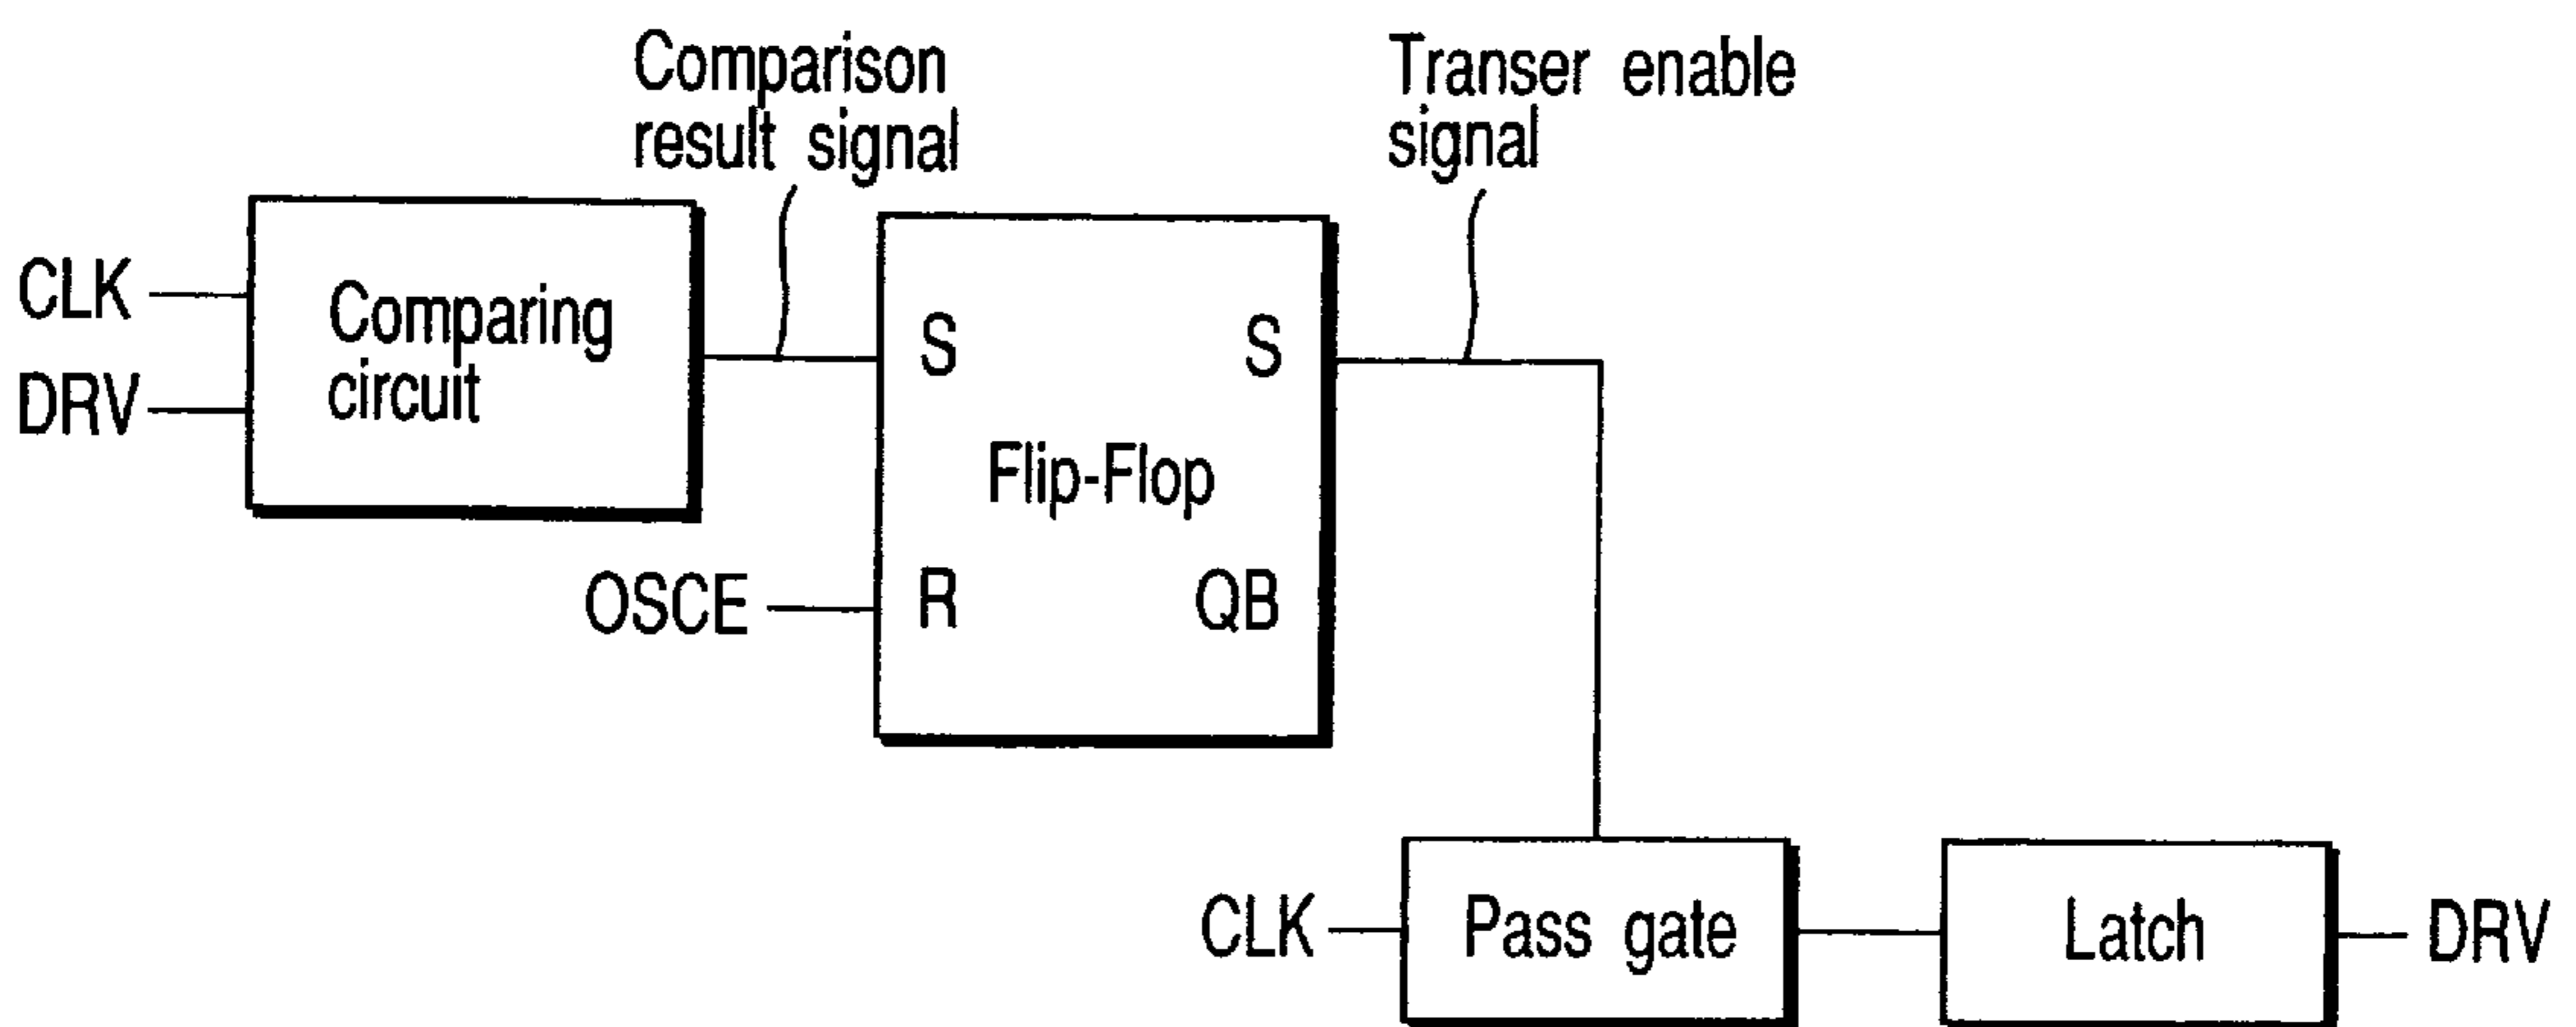 Comparison
result signal
Transer enable
signal
CLK
DRV
Comparing
circuit
S
S
Flip-Flop
OSCE
R
QB
CLK
Pass gate
Latch
DRV